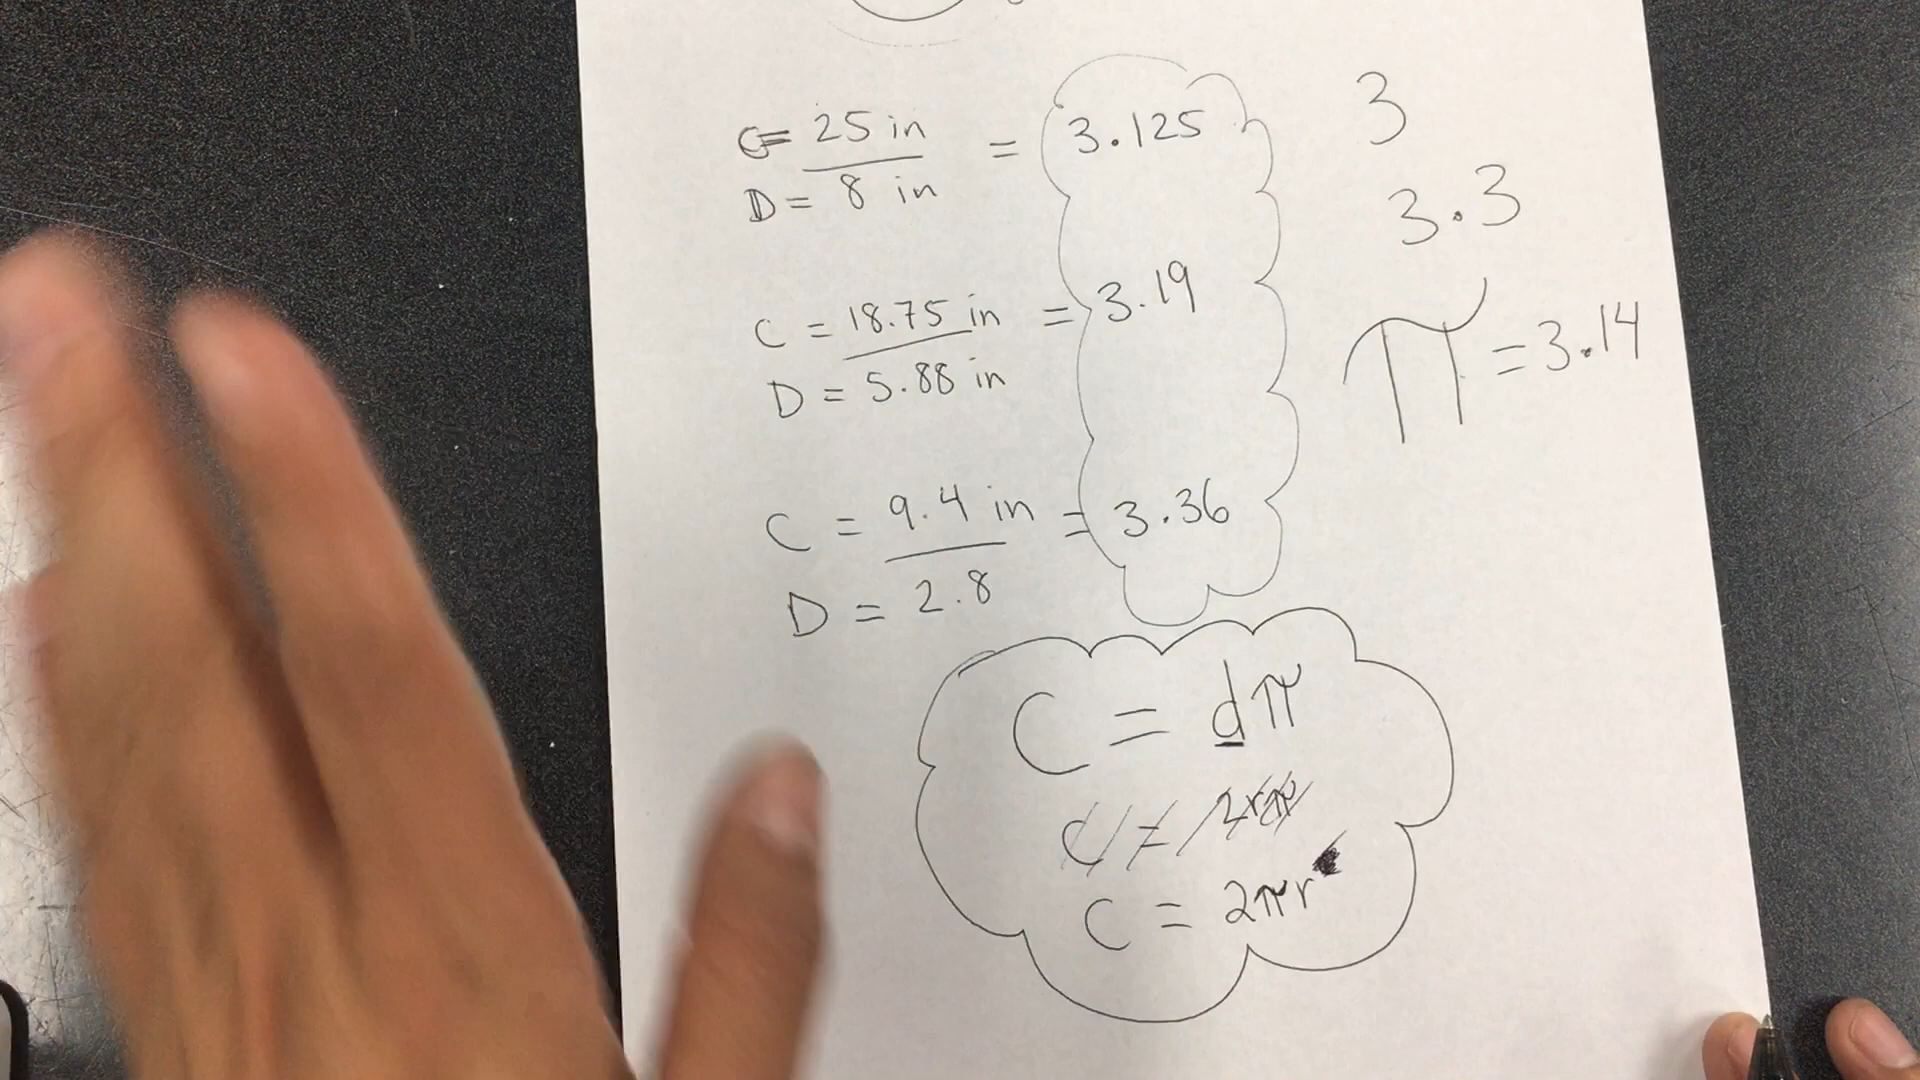 C= 25 in = 3.125
D= 8 in
C = 18.75 in = 3.19
D = 5.88 in
C = 9.4 in = 3.36
D = 2.8
3
3.3
π = 3.14
C = dπ
C = 2rπ
C = 2πr